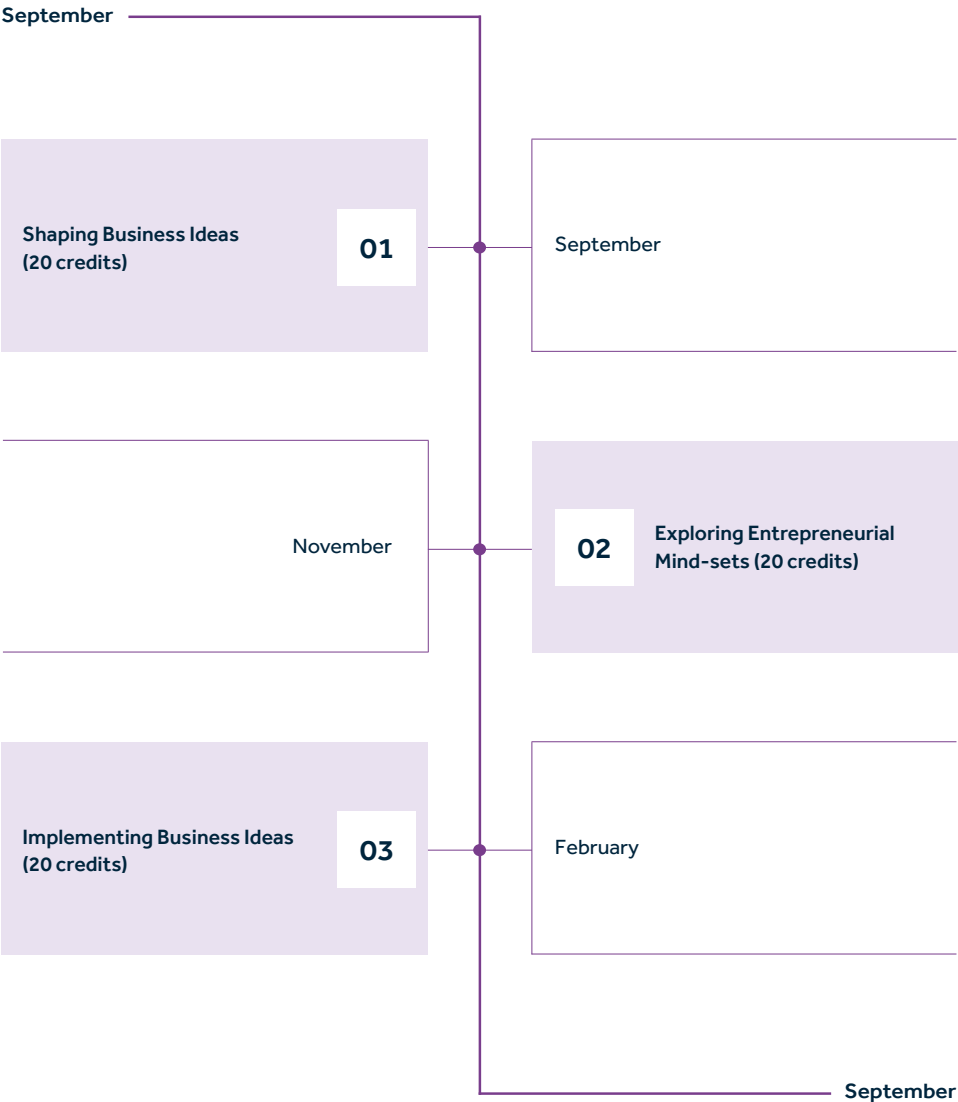 September
Shaping Business Ideas
(20 credits)
01
September
November
02
Exploring Entrepreneurial
Mind-sets (20 credits)
Implementing Business Ideas
(20 credits)
03
February
September